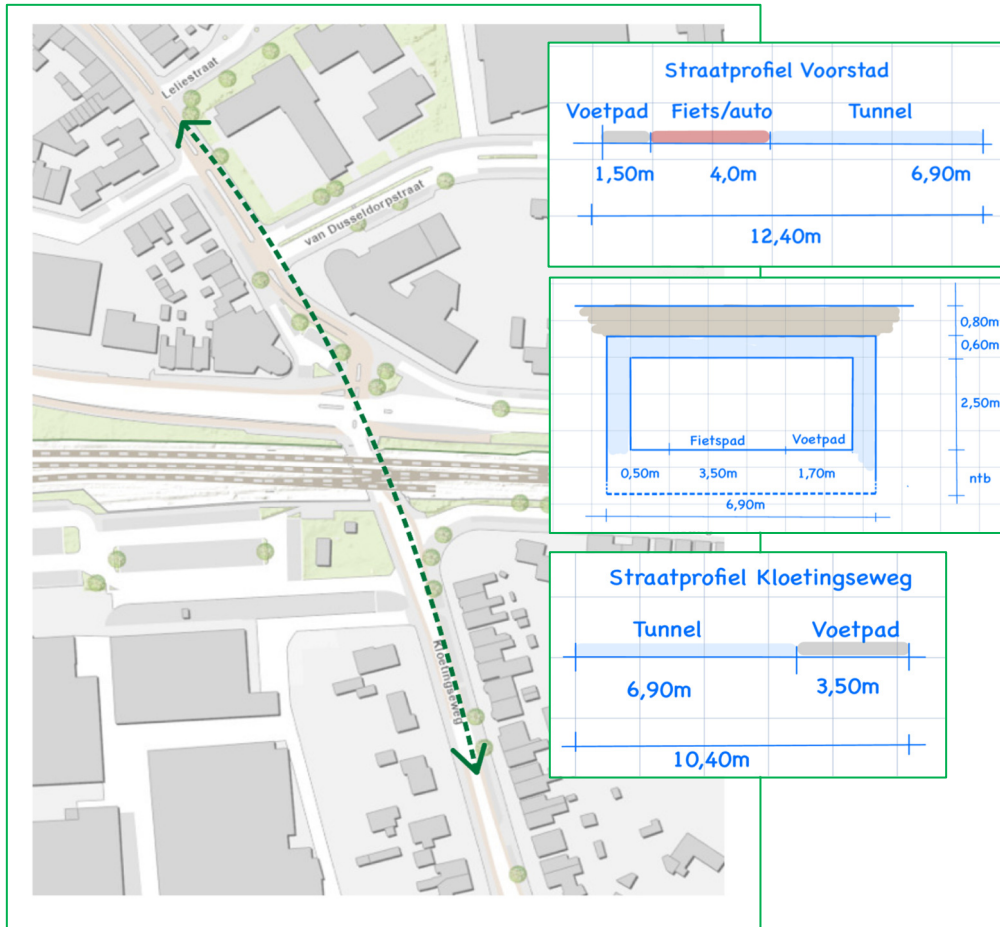 Leliestraat
van Dusseldorpstraat
Kloetingseweg
Straatprofiel Voorstad
Voetpad Fiets/auto Tunnel
1,50m 4,0m 6,90m
12,40m
0,80m
0,60m
2,50m
Fietspad Voetpad
0,50m 3,50m 1,70m
ntb
6,90m
Straatprofiel Kloetingseweg
Tunnel Voetpad
6,90m 3,50m
10,40m